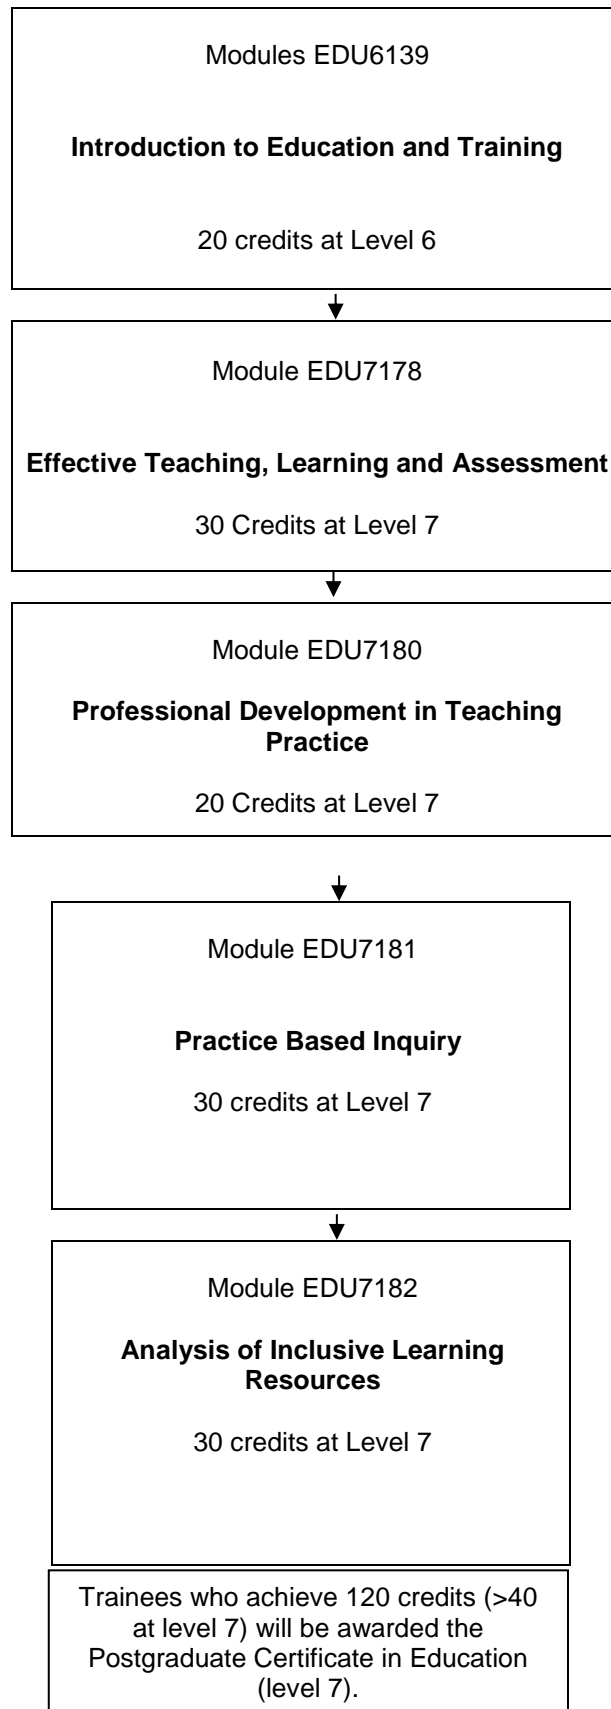 Modules EDU6139
Introduction to Education and Training
20 credits at Level 6
Module EDU7178
Effective Teaching, Learning and Assessment
30 Credits at Level 7
Module EDU7180
Professional Development in Teaching
Practice
20 Credits at Level 7
Module EDU7181
Practice Based Inquiry
30 credits at Level 7
Module EDU7182
Analysis of Inclusive Learning
Resources
30 credits at Level 7
Trainees who achieve 120 credits (>40
at level 7) will be awarded the
Postgraduate Certificate in Education
(level 7).